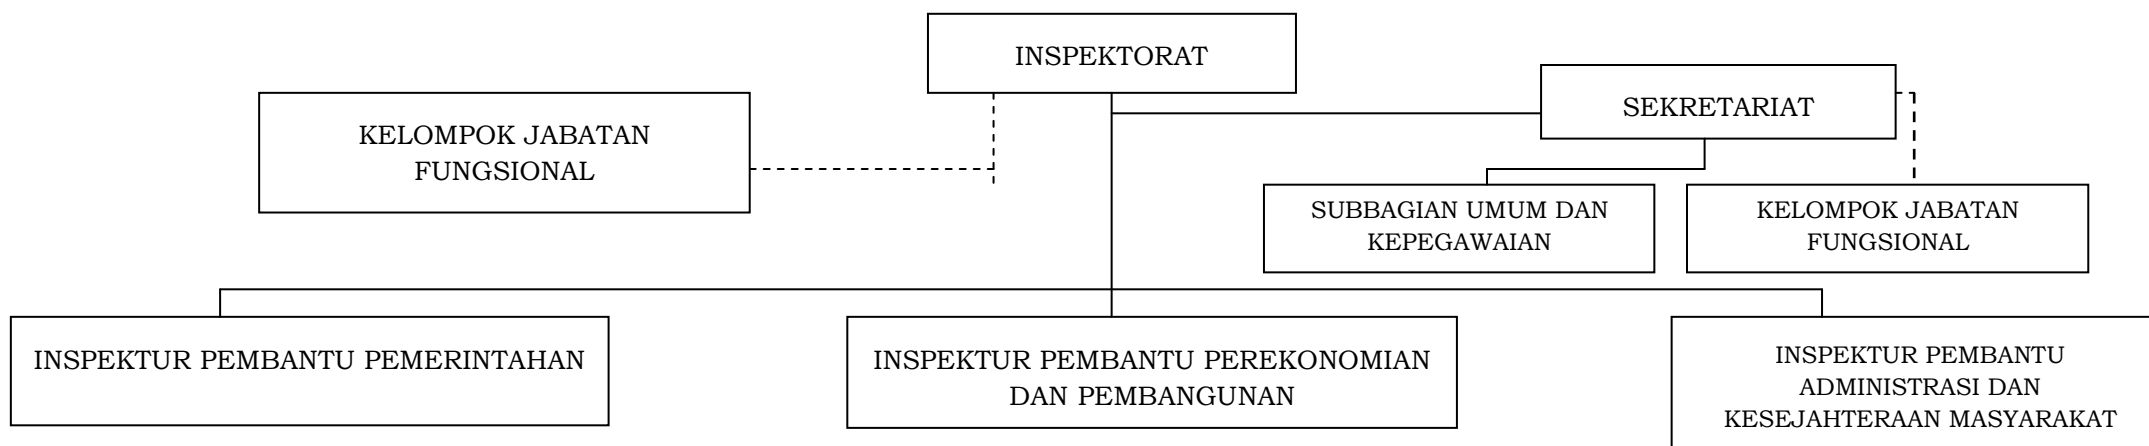 INSPEKTORAT
SEKRETARIAT
KELOMPOK JABATAN
FUNGSIONAL
SUBBAGIAN UMUM DAN
KEPEGAWAIAN
KELOMPOK JABATAN
FUNGSIONAL
INSPEKTUR PEMBANTU PEMERINTAHAN
INSPEKTUR PEMBANTU PEREKONOMIAN
DAN PEMBANGUNAN
INSPEKTUR PEMBANTU
ADMINISTRASI DAN
KESEJAHTERAAN MASYARAKAT